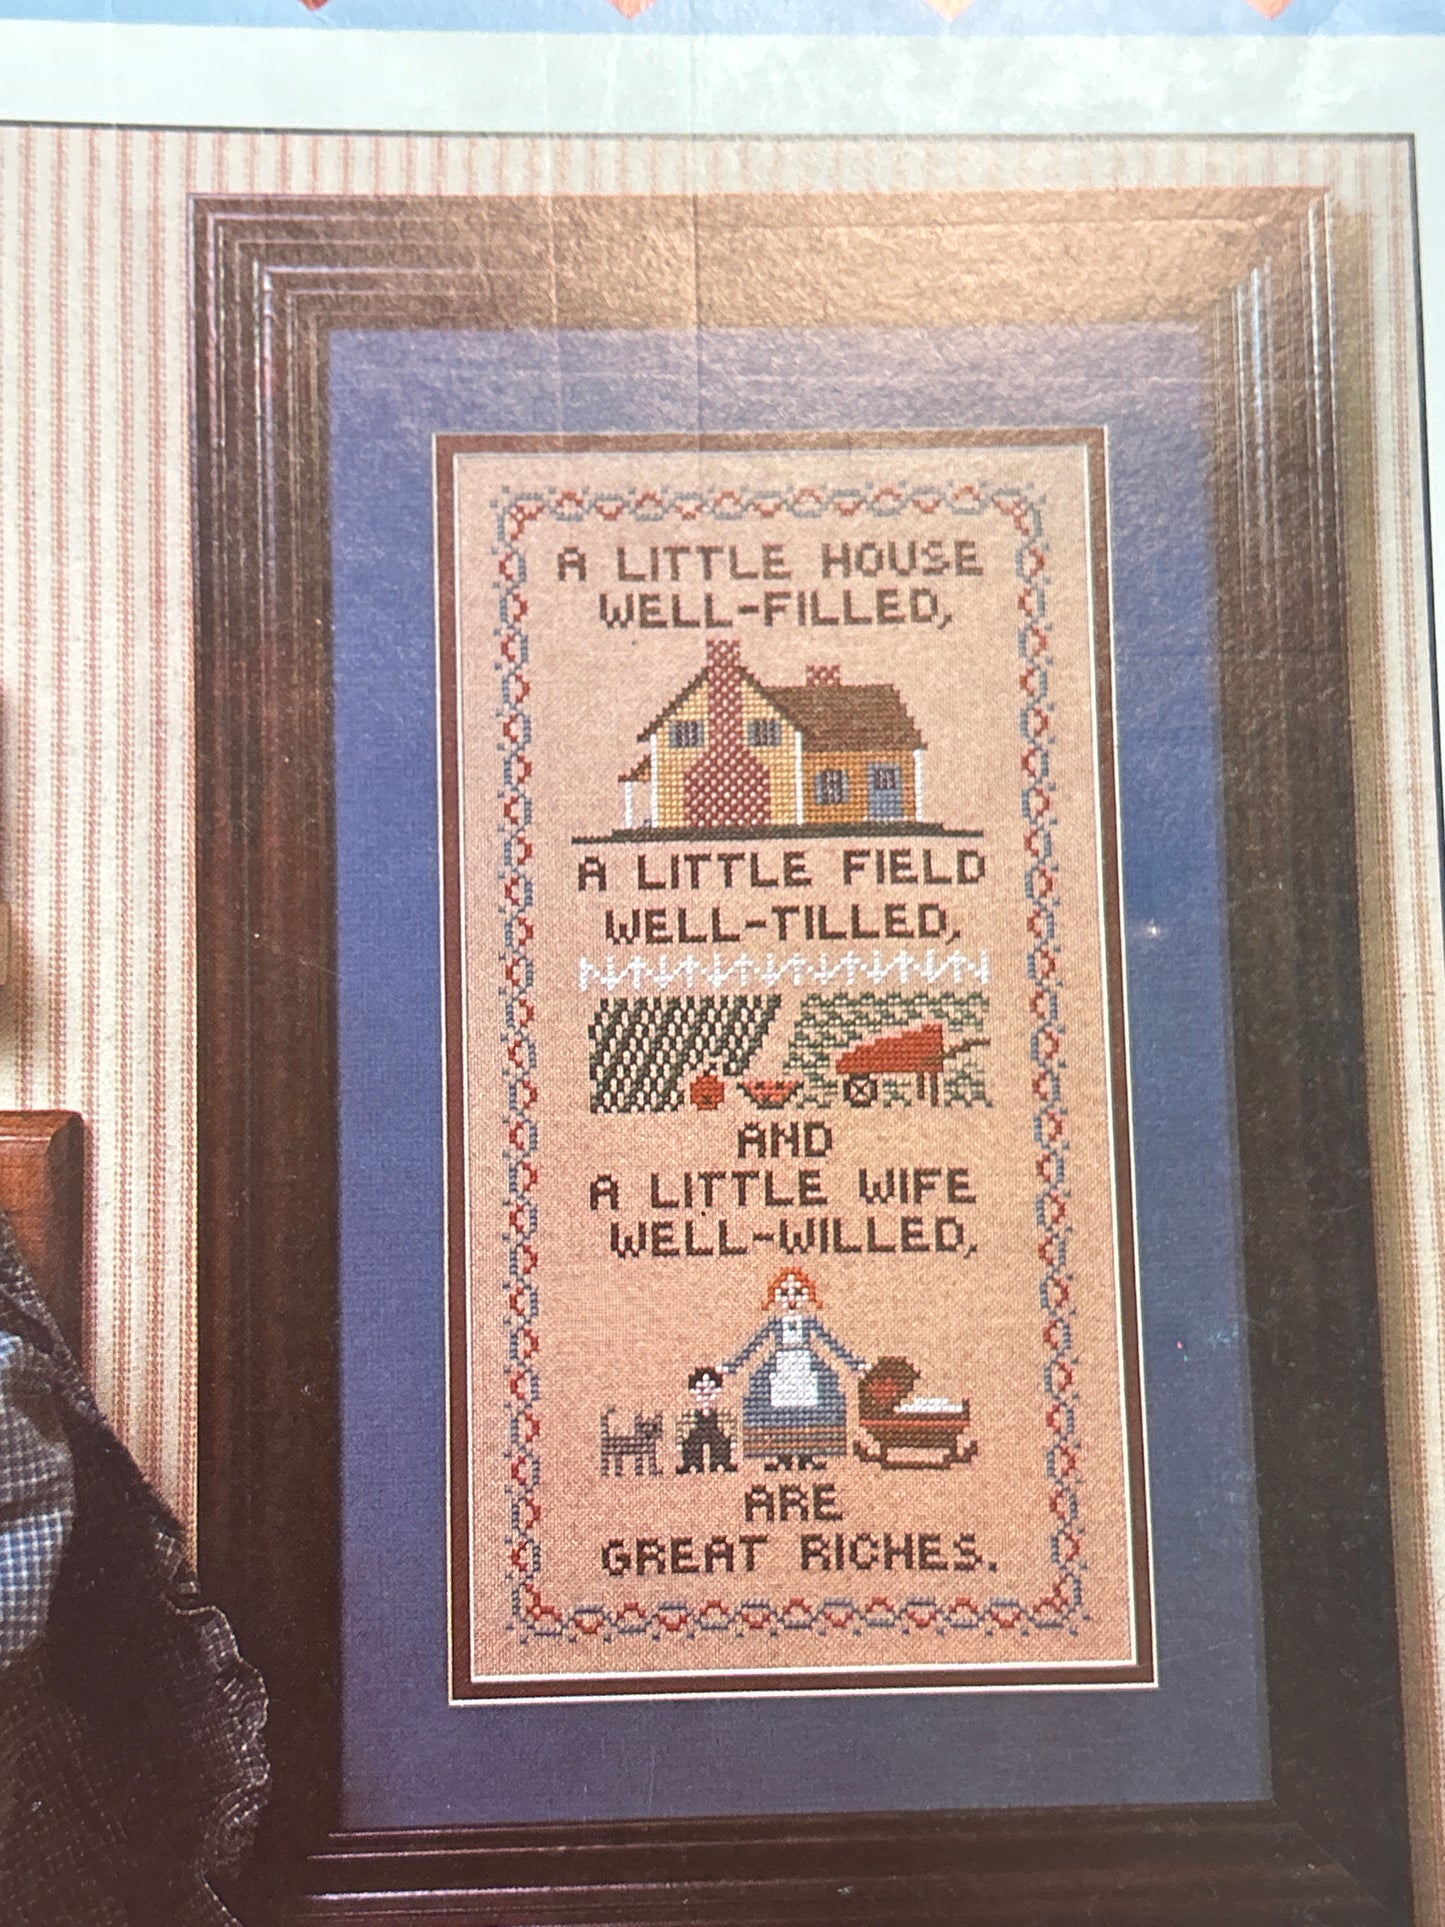 A LITTLE HOUSE
WELL-FILLED,
A LITTLE FIELD
WELL-TILLED,
AND
A LITTLE WIFE
WELL-WILLED,
ARE
GREAT RICHES.